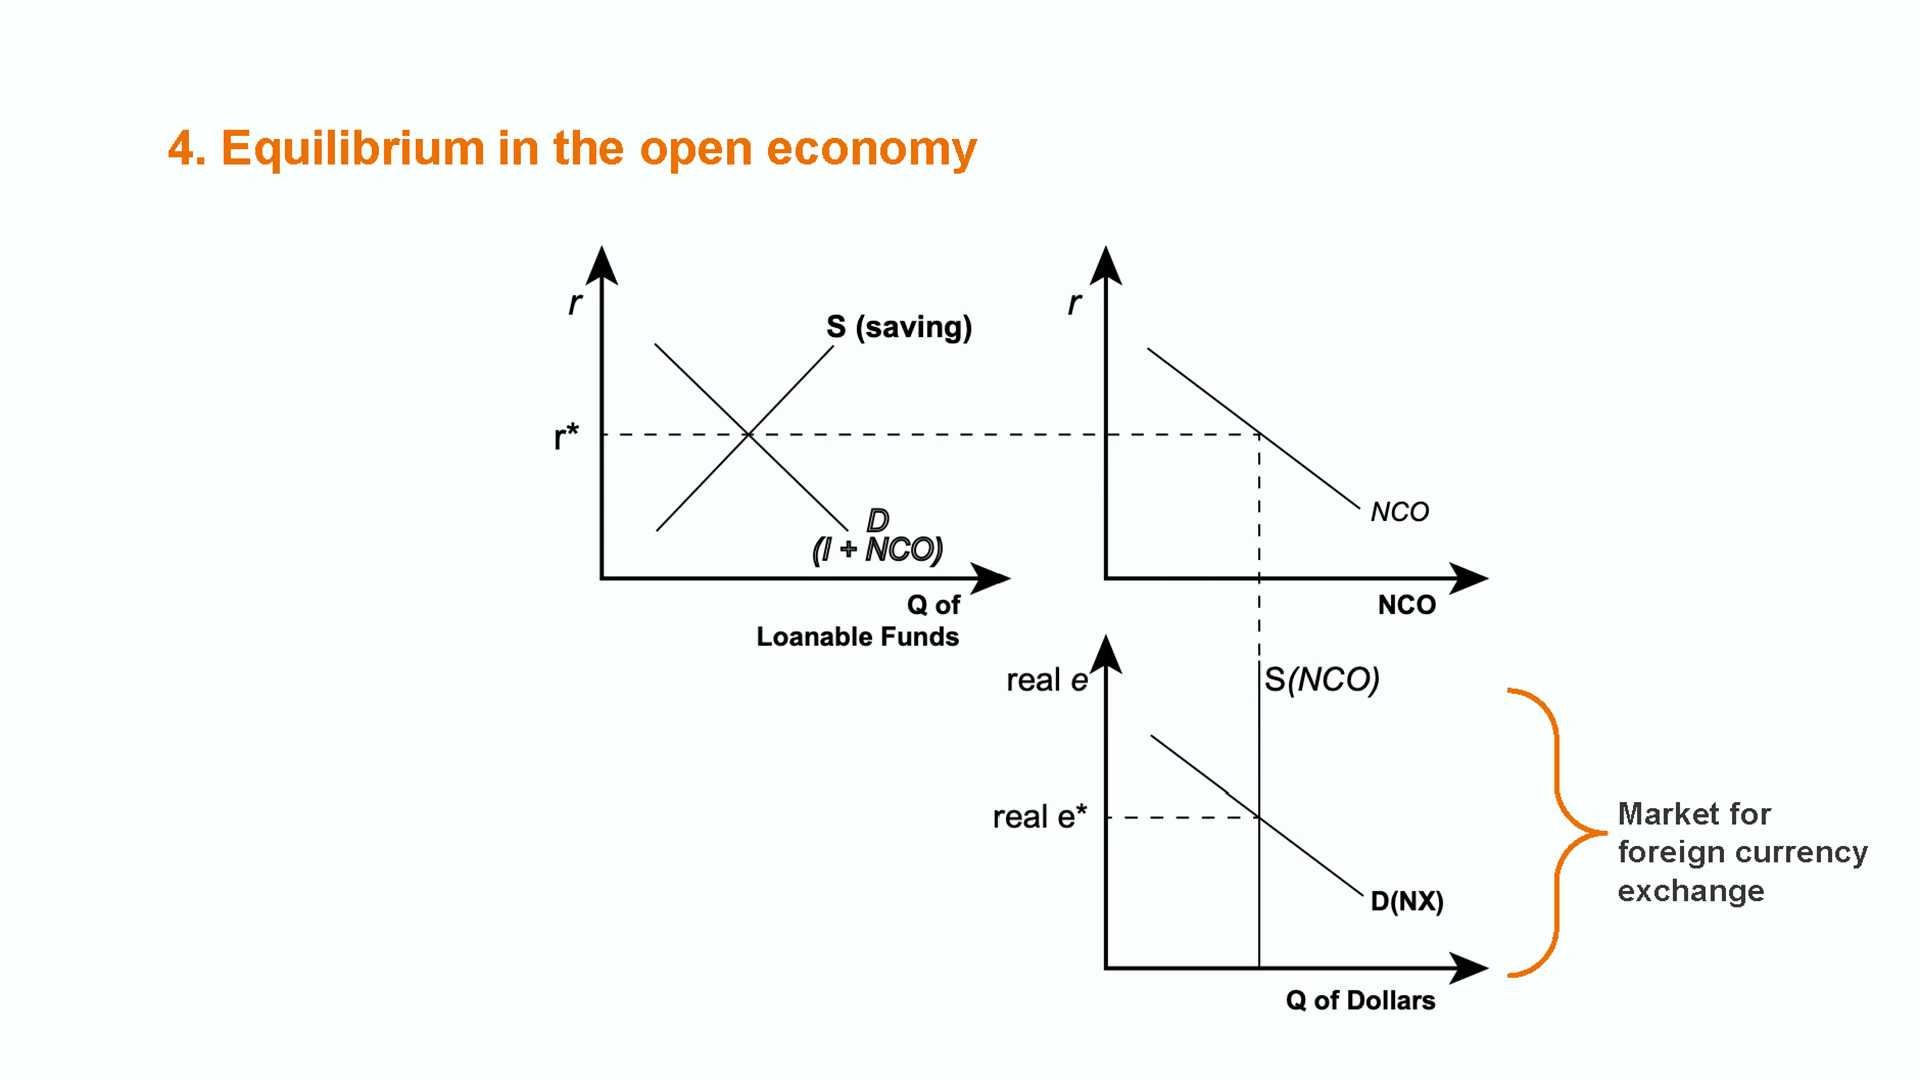 4. Equilibrium in the open economy
r
S (saving)
r*
D
(I + NCO)
Q of
Loanable Funds
r
NCO
NCO
real e
S(NCO)
real e*
D(NX)
Q of Dollars
Market for
foreign currency
exchange